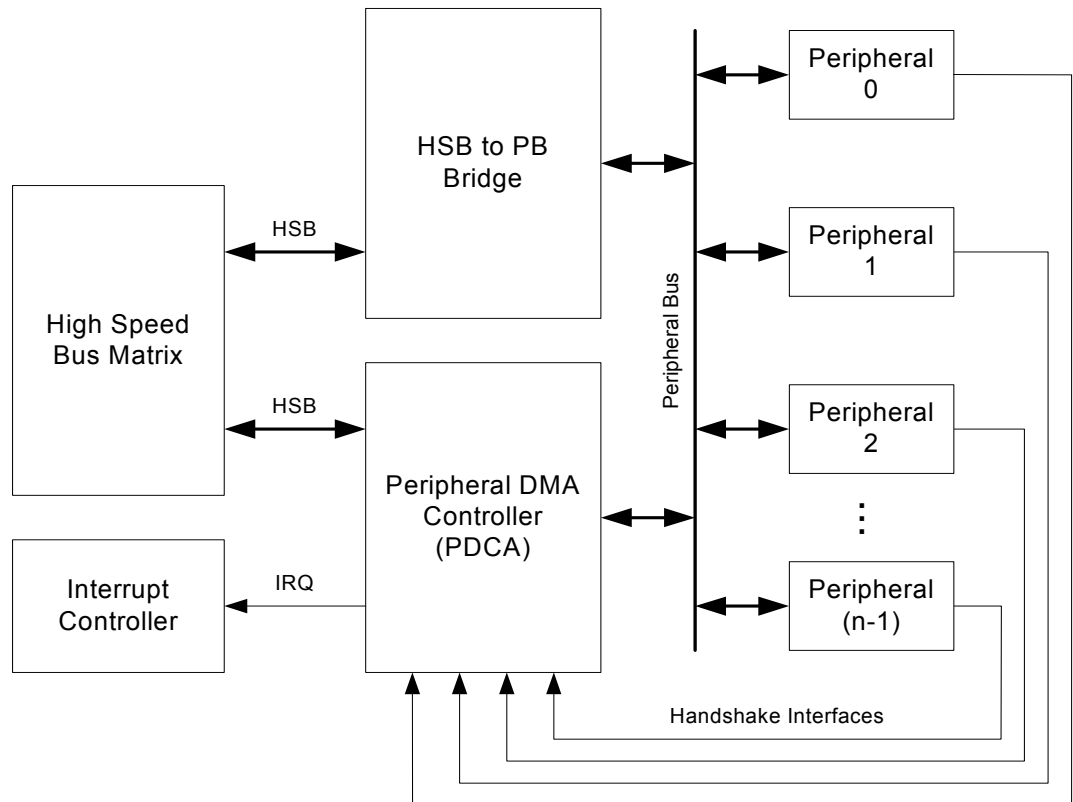 Peripheral
0
HSB to PB
Bridge
HSB
Peripheral
1
High Speed
Bus Matrix
Peripheral Bus
HSB
Peripheral
2
Peripheral DMA
Controller
(PDCA)
Interrupt
Controller
IRQ
Peripheral
(n-1)
Handshake Interfaces